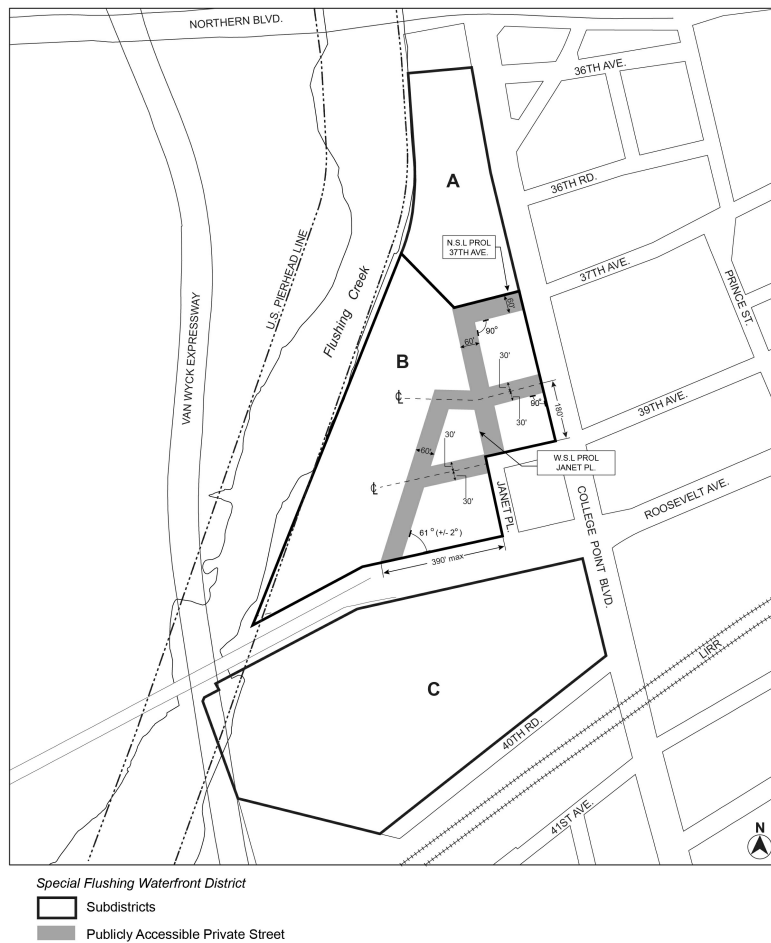 NORTHERN BLVD.
36TH AVE.
A
36TH RD.
N.S.L PROL
37TH AVE.
U.S. PIERHEAD LINE
37TH AVE.
PRINCE ST.
60'
VAN WYCK EXPRESSWAY
Flushing Creek
90°
60'
B
30'
℄
90°
180'
39TH AVE.
30'
30'
60'
W.S.L PROL
JANET PL.
℄
30'
JANET PL.
COLLEGE POINT BLVD.
ROOSEVELT AVE.
61° (+/- 2°)
390' max
LIRR
C
40TH RD.
41ST AVE.
N
Special Flushing Waterfront District
Subdistricts
Publicly Accessible Private Street